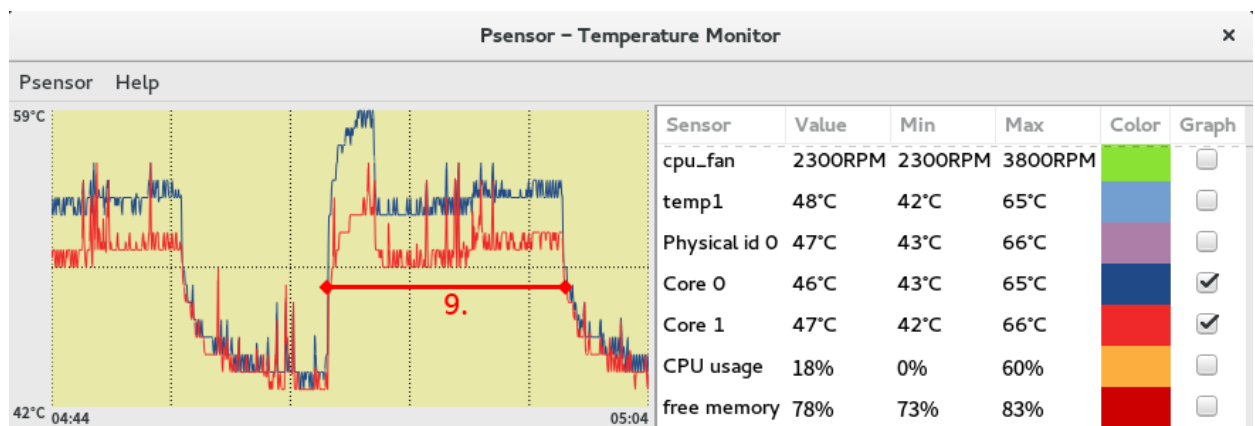 Psensor – Temperature Monitor ×
Psensor Help
59°C
Sensor Value Min Max Color Graph
cpu_fan 2300RPM 2300RPM 3800RPM
temp1 48°C 42°C 65°C
Physical id 0 47°C 43°C 66°C
Core 0 46°C 43°C 65°C
9.
Core 1 47°C 42°C 66°C
CPU usage 18% 0% 60%
free memory 78% 73% 83%
42°C 04:44 05:04